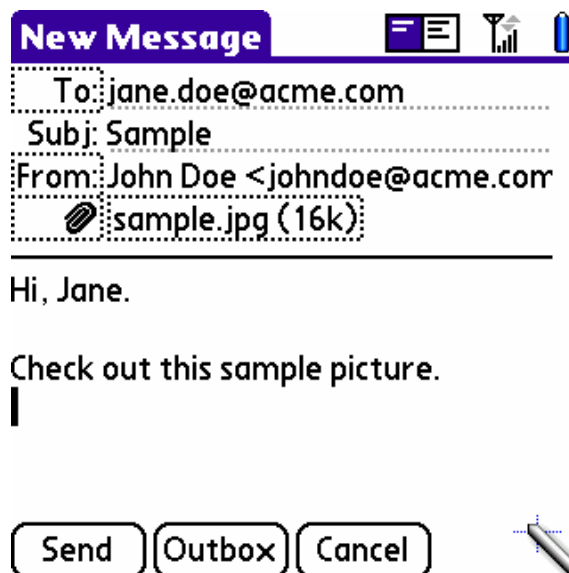 New Message
To: jane.doe@acme.com
Subj: Sample
From: John Doe <johndoe@acme.com
sample.jpg (16k)
Hi, Jane.
Check out this sample picture.
Send Outbox Cancel